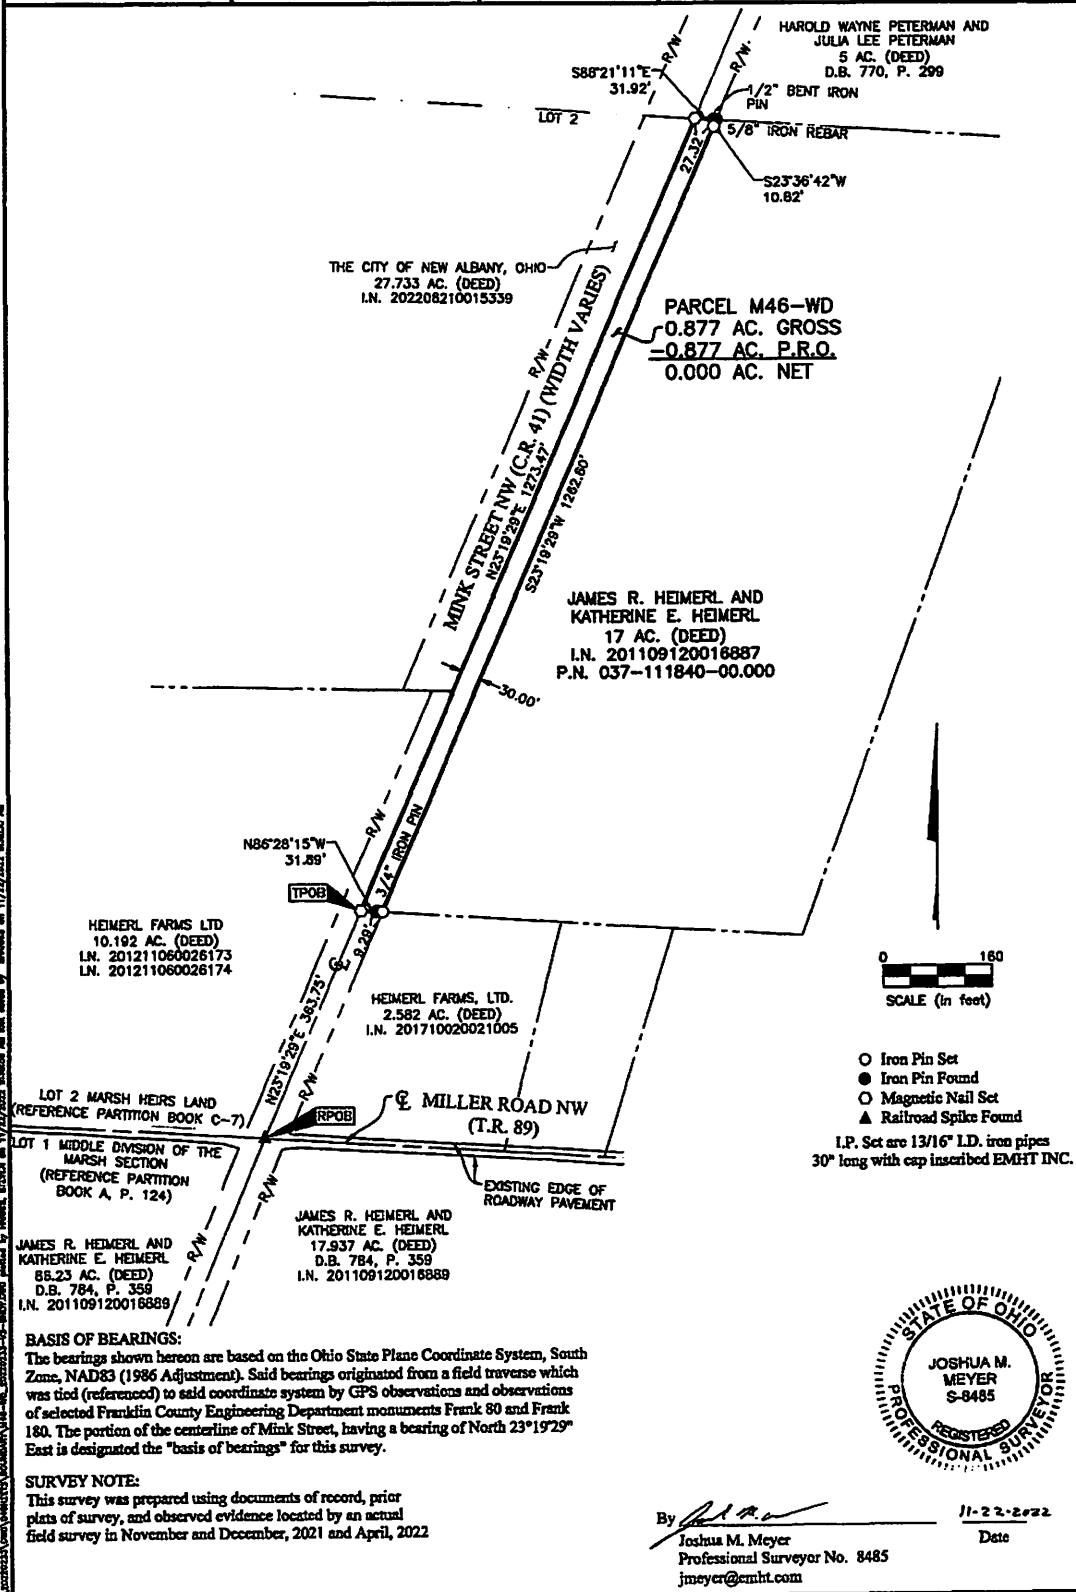 HAROLD WAYNE PETERMAN AND
JULIA LEE PETERMAN
5 AC. (DEED)
D.B. 770, P. 299
R/W
R/W
S88°21'11"E
31.92'
1/2" BENT IRON
PIN
LOT 2
5/8" IRON REBAR
27.32'
S23°36'42"W
10.82'
THE CITY OF NEW ALBANY, OHIO
27.733 AC. (DEED)
I.N. 202208210015339
PARCEL M46-WD
0.877 AC. GROSS
-0.877 AC. P.R.O.
0.000 AC. NET
R/W
MINK STREET NW (C.R. 41) (WIDTH VARIES)
N23°19'29"E 1273.47'
S23°19'29"W 1262.60'
JAMES R. HEIMERL AND
KATHERINE E. HEIMERL
17 AC. (DEED)
I.N. 201109120016887
P.N. 037-111840-00.000
30.00'
R/W
3/4" IRON PIN
N86°28'15"W
31.89'
TPOB
HEIMERL FARMS LTD
10.192 AC. (DEED)
I.N. 201211060026173
I.N. 201211060026174
9.29'
℄
N23°19'29"E 363.75'
0 160
SCALE (in feet)
HEIMERL FARMS, LTD.
2.582 AC. (DEED)
I.N. 201710020021005
Iron Pin Set
Iron Pin Found
Magnetic Nail Set
Railroad Spike Found
I.P. Set are 13/16" I.D. iron pipes
30" long with cap inscribed EMHT INC.
LOT 2 MARSH HEIRS LAND
(REFERENCE PARTITION BOOK C-7)
R/W
RPOB
℄ MILLER ROAD NW
(T.R. 89)
LOT 1 MIDDLE DIVISION OF THE
MARSH SECTION
(REFERENCE PARTITION
BOOK A, P. 124)
R/W
EXISTING EDGE OF
ROADWAY PAVEMENT
R/W
JAMES R. HEIMERL AND
KATHERINE E. HEIMERL
17.937 AC. (DEED)
D.B. 784, P. 359
I.N. 201109120016889
JAMES R. HEIMERL AND
KATHERINE E. HEIMERL
88.23 AC. (DEED)
D.B. 784, P. 359
I.N. 201109120016889
BASIS OF BEARINGS:
The bearings shown hereon are based on the Ohio State Plane Coordinate System, South
Zone, NAD83 (1986 Adjustment). Said bearings originated from a field traverse which
was tied (referenced) to said coordinate system by GPS observations and observations
of selected Franklin County Engineering Department monuments Frank 80 and Frank
180. The portion of the centerline of Mink Street, having a bearing of North 23°19'29"
East is designated the "basis of bearings" for this survey.
SURVEY NOTE:
This survey was prepared using documents of record, prior
plats of survey, and observed evidence located by an actual
field survey in November and December, 2021 and April, 2022
STATE OF OHIO
JOSHUA M.
MEYER
S-8485
REGISTERED
PROFESSIONAL SURVEYOR
By
11-22-2022
Joshua M. Meyer
Date
Professional Surveyor No. 8485
jmeyer@emht.com